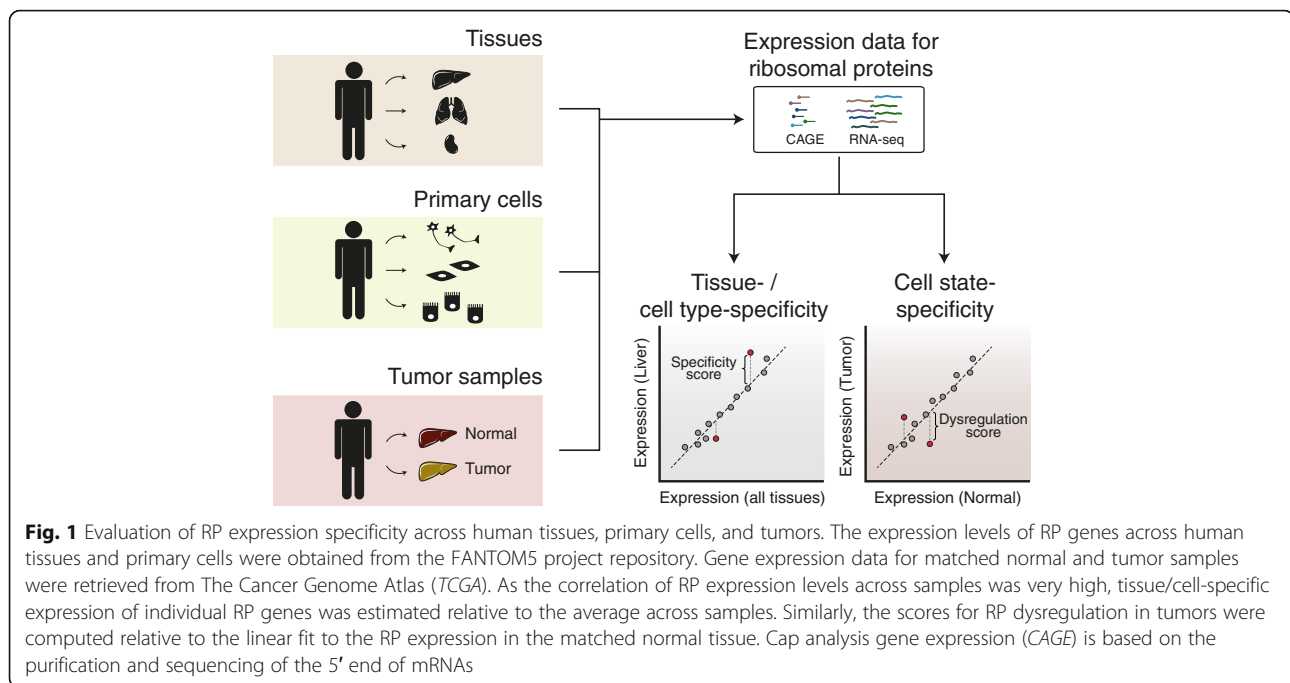 Tissues
Expression data for
ribosomal proteins
CAGE
RNA-seq
Primary cells
Tumor samples
Normal
Tumor
Tissue- /
cell type-specificity
Expression (Liver)
Specificity
score
Expression (all tissues)
Cell state-
specificity
Expression (Tumor)
Dysregulation
score
Expression (Normal)
Fig. 1 Evaluation of RP expression specificity across human tissues, primary cells, and tumors. The expression levels of RP genes across human
tissues and primary cells were obtained from the FANTOM5 project repository. Gene expression data for matched normal and tumor samples
were retrieved from The Cancer Genome Atlas (TCGA). As the correlation of RP expression levels across samples was very high, tissue/cell-specific
expression of individual RP genes was estimated relative to the average across samples. Similarly, the scores for RP dysregulation in tumors were
computed relative to the linear fit to the RP expression in the matched normal tissue. Cap analysis gene expression (CAGE) is based on the
purification and sequencing of the 5′ end of mRNAs